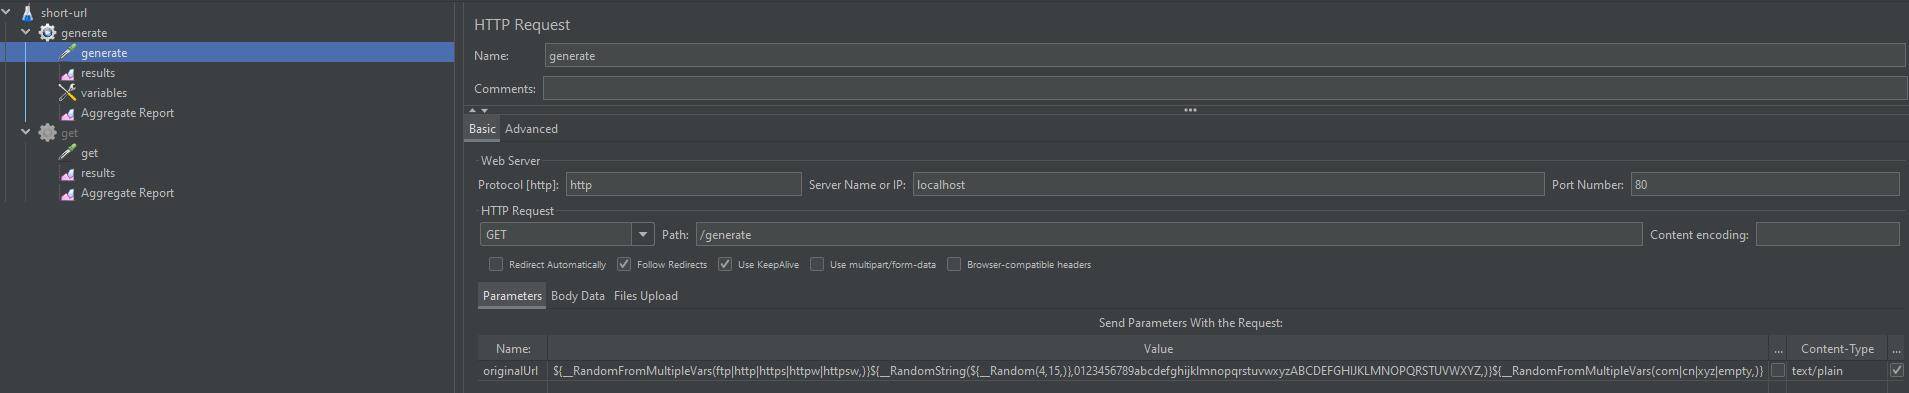 short-url
generate
generate
results
variables
Aggregate Report
get
get
results
Aggregate Report
HTTP Request
Name: generate
Comments:
Basic Advanced
Web Server
Protocol [http]: http Server Name or IP: localhost Port Number: 80
HTTP Request
GET Path: /generate Content encoding:
Redirect Automatically Follow Redirects Use KeepAlive Use multipart/form-data Browser-compatible headers
Parameters Body Data Files Upload
Send Parameters With the Request:
Name: Value ... Content-Type ...
originalUrl ${__RandomFromMultipleVars(ftp|http|https|httpw|httpsw,)}${__RandomString(${__Random(4,15,)},0123456789abcdefghijklmnopqrstuvwxyzABCDEFGHIJKLMNOPQRSTUVWXYZ,)}${__RandomFromMultipleVars(com|cn|xyz|empty,)} text/plain